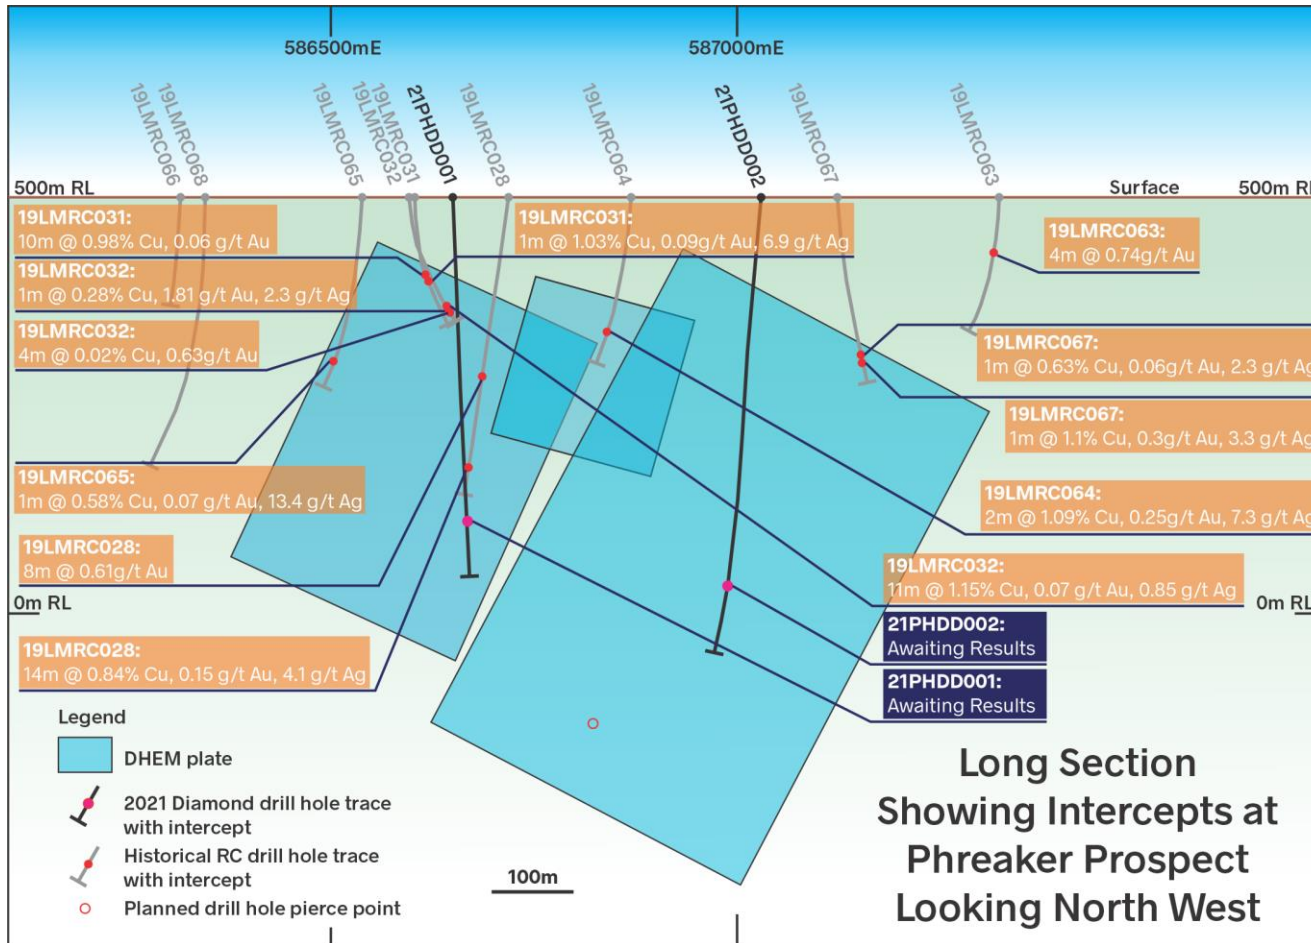 586500mE
587000mE
19LMRC066
19LMRC068
19LMRC065
19LMRC032
19LMRC031
21PHDD001
19LMRC028
19LMRC064
21PHDD002
19LMRC067
19LMRC063
500m RL
Surface
500m RL
19LMRC031:
10m @ 0.98% Cu, 0.06 g/t Au
19LMRC031:
1m @ 1.03% Cu, 0.09g/t Au, 6.9 g/t Ag
19LMRC063:
4m @ 0.74g/t Au
19LMRC032:
1m @ 0.28% Cu, 1.81 g/t Au, 2.3 g/t Ag
19LMRC032:
4m @ 0.02% Cu, 0.63g/t Au
19LMRC067:
1m @ 0.63% Cu, 0.06g/t Au, 2.3 g/t Ag
19LMRC067:
1m @ 1.1% Cu, 0.3g/t Au, 3.3 g/t Ag
19LMRC065:
1m @ 0.58% Cu, 0.07 g/t Au, 13.4 g/t Ag
19LMRC064:
2m @ 1.09% Cu, 0.25g/t Au, 7.3 g/t Ag
19LMRC028:
8m @ 0.61g/t Au
19LMRC032:
11m @ 1.15% Cu, 0.07 g/t Au, 0.85 g/t Ag
0m RL
0m RL
21PHDD002:
Awaiting Results
19LMRC028:
14m @ 0.84% Cu, 0.15 g/t Au, 4.1 g/t Ag
21PHDD001:
Awaiting Results
Legend
DHEM plate
2021 Diamond drill hole trace
with intercept
Historical RC drill hole trace
with intercept
Planned drill hole pierce point
100m
Long Section
Showing Intercepts at
Phreaker Prospect
Looking North West